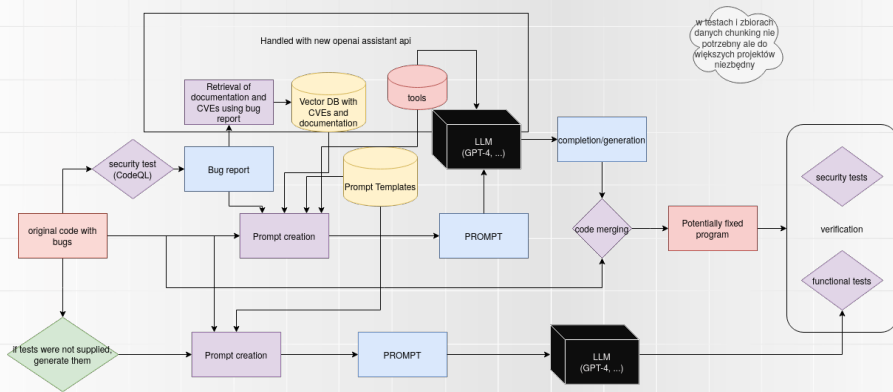 w testach i zbiorach
danych chunking nie
potrzebny ale do
większych projektów
niezbędny
Handled with new openai assistant api
Retrieval of
documentation and
CVEs using bug
report
Vector DB with
CVEs and
documentation
tools
LLM
(GPT-4, ...)
completion/generation
security test
(CodeQL)
Bug report
Prompt Templates
security tests
original code with
bugs
Prompt creation
PROMPT
code merging
Potentially fixed
program
verification
functional tests
if tests were not supplied,
generate them
Prompt creation
PROMPT
LLM
(GPT-4, ...)